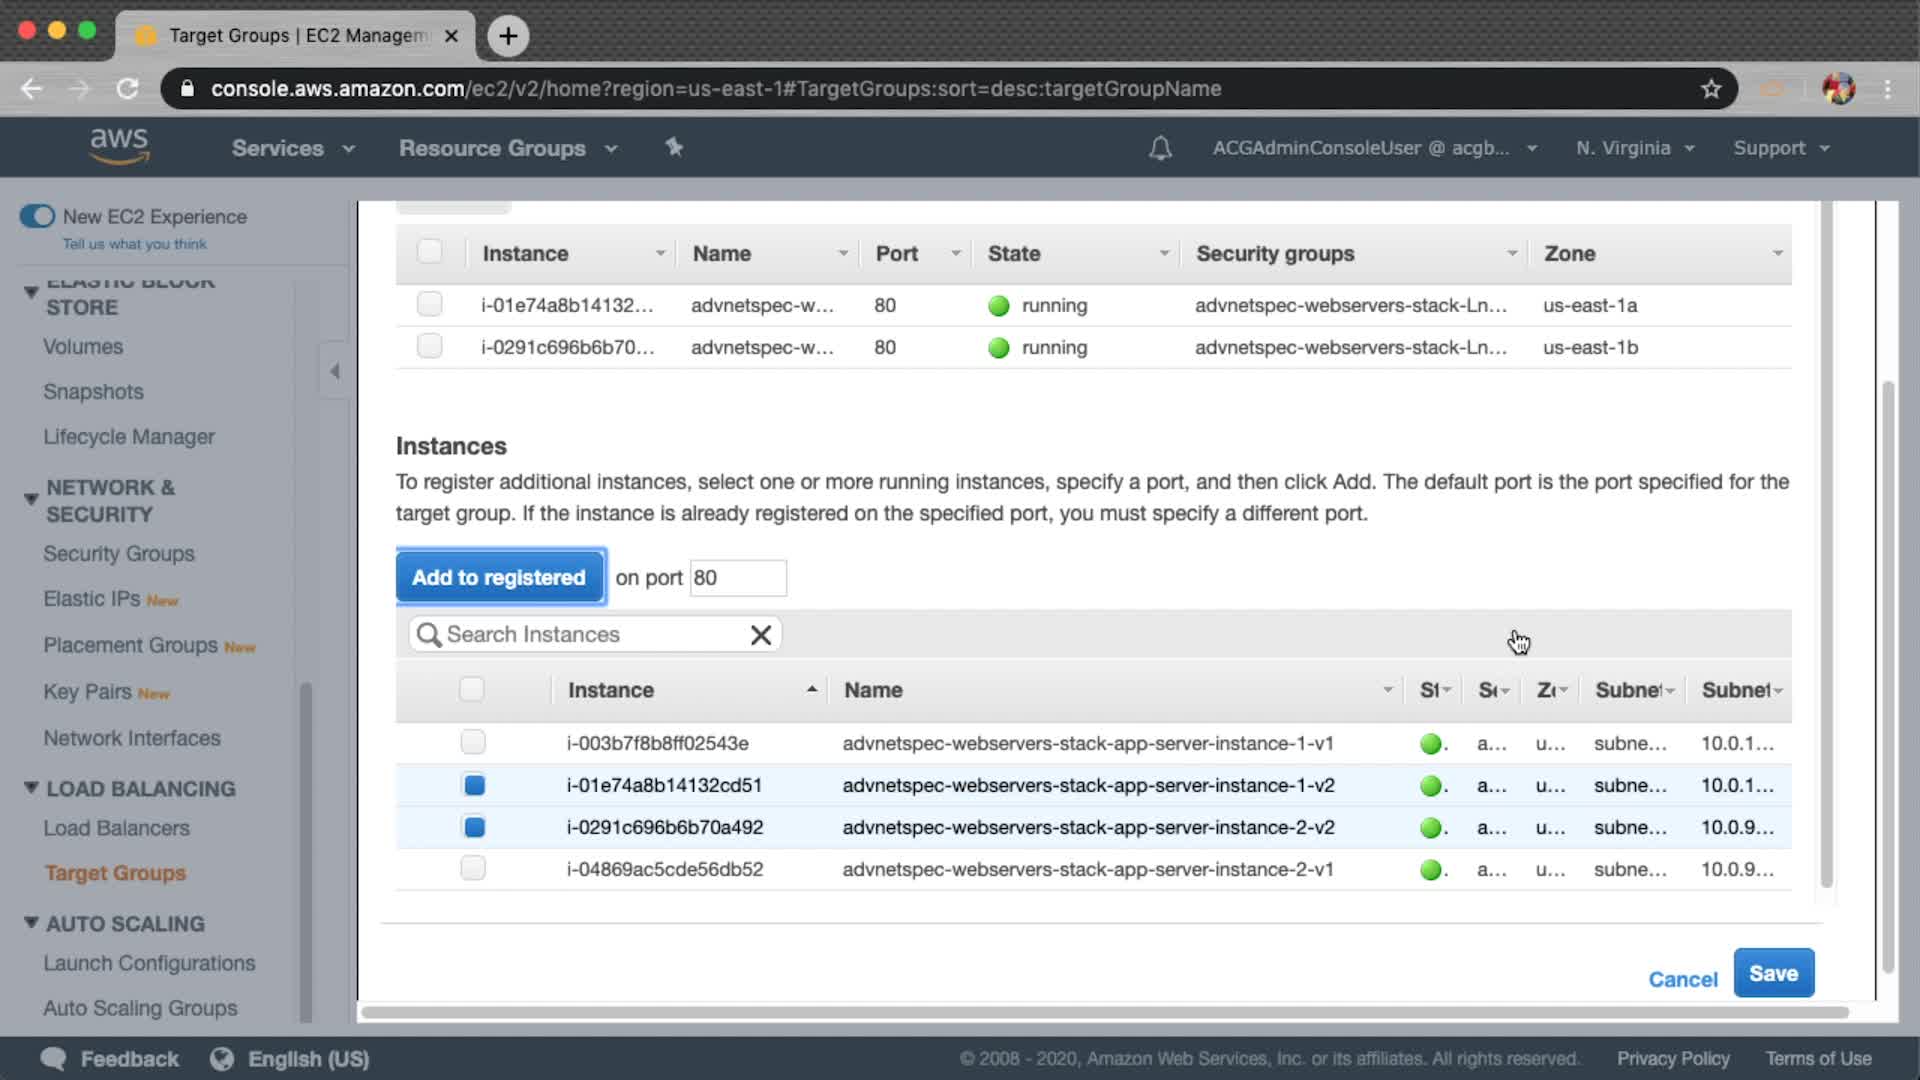 Target Groups | EC2 Managem
console.aws.amazon.com/ec2/v2/home?region=us-east-1#TargetGroups:sort=desc:targetGroupName
aws
Services
Resource Groups
ACGAdminConsoleUser @ acgb...
N. Virginia
Support
New EC2 Experience
Tell us what you think
ELASTIC BLOCK
STORE
Volumes
Snapshots
Lifecycle Manager
NETWORK &
SECURITY
Security Groups
Elastic IPs New
Placement Groups New
Key Pairs New
Network Interfaces
LOAD BALANCING
Load Balancers
Target Groups
AUTO SCALING
Launch Configurations
Auto Scaling Groups
Instance Name Port State Security groups Zone
i-01e74a8b14132... advnetspec-w... 80 running advnetspec-webservers-stack-Ln... us-east-1a
i-0291c696b6b70... advnetspec-w... 80 running advnetspec-webservers-stack-Ln... us-east-1b
Instances
To register additional instances, select one or more running instances, specify a port, and then click Add. The default port is the port specified for the
target group. If the instance is already registered on the specified port, you must specify a different port.
Add to registered on port 80
Search Instances
Instance Name St Se Zo Subnet Subnet
i-003b7f8b8ff02543e advnetspec-webservers-stack-app-server-instance-1-v1 . a... u... subne... 10.0.1...
i-01e74a8b14132cd51 advnetspec-webservers-stack-app-server-instance-1-v2 . a... u... subne... 10.0.1...
i-0291c696b6b70a492 advnetspec-webservers-stack-app-server-instance-2-v2 . a... u... subne... 10.0.9...
i-04869ac5cde56db52 advnetspec-webservers-stack-app-server-instance-2-v1 . a... u... subne... 10.0.9...
Cancel Save
Feedback English (US)
© 2008 - 2020, Amazon Web Services, Inc. or its affiliates. All rights reserved. Privacy Policy Terms of Use